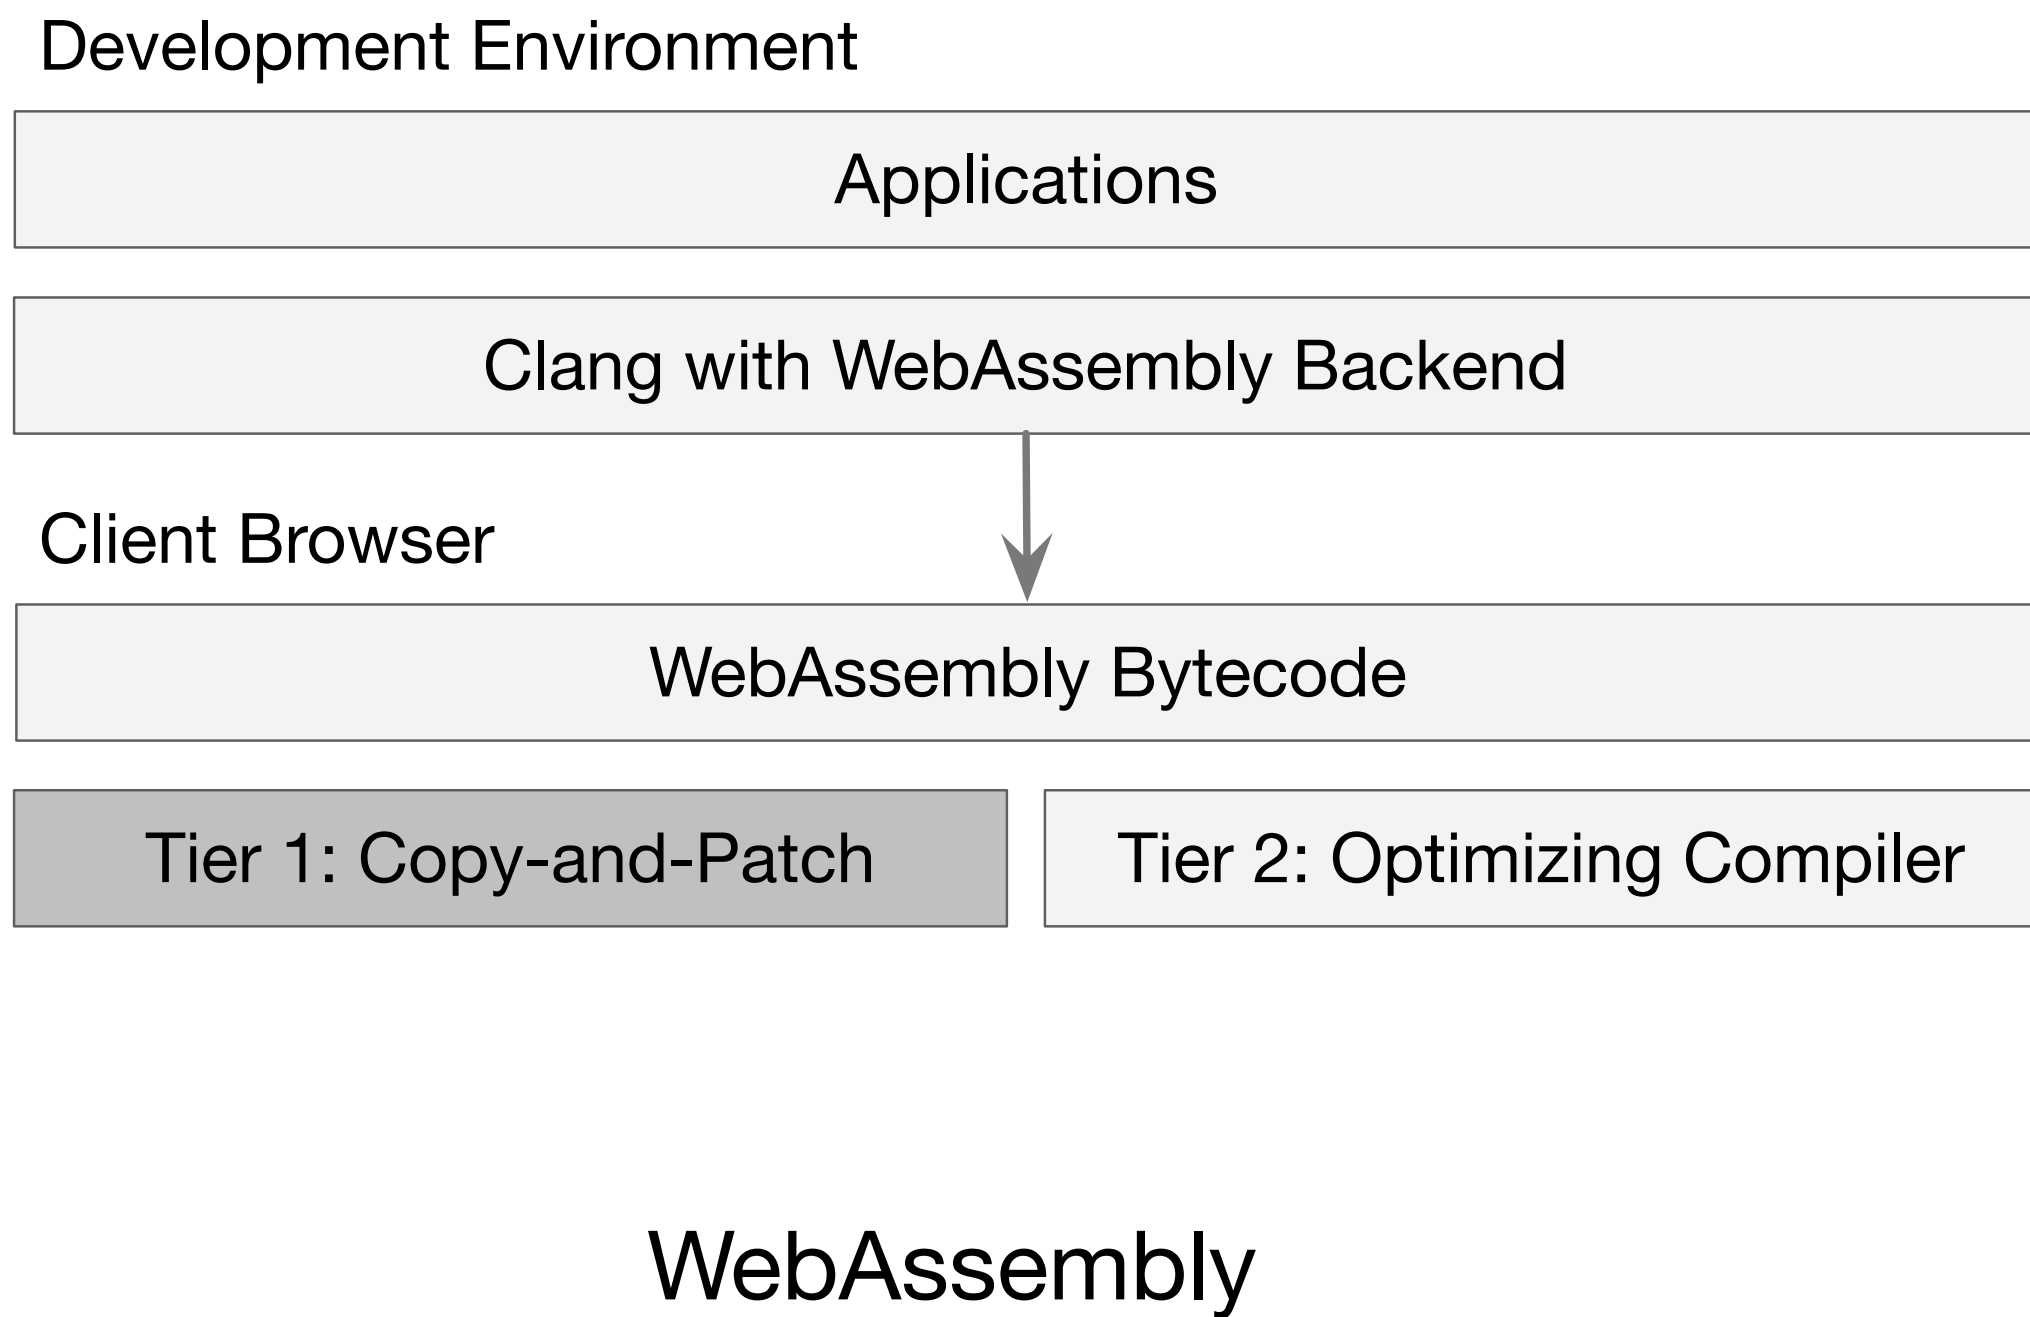 Development Environment
Applications
Clang with WebAssembly Backend
Client Browser
WebAssembly Bytecode
Tier 1: Copy-and-Patch
Tier 2: Optimizing Compiler
WebAssembly